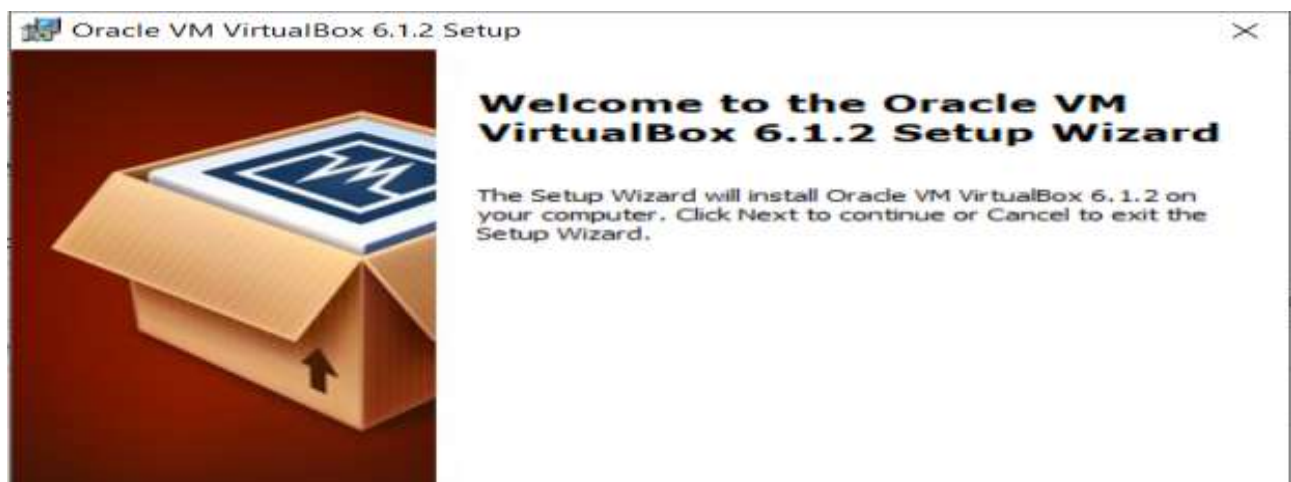 Oracle VM VirtualBox 6.1.2 Setup
Welcome to the Oracle VM
VirtualBox 6.1.2 Setup Wizard
The Setup Wizard will install Oracle VM VirtualBox 6.1.2 on
your computer. Click Next to continue or Cancel to exit the
Setup Wizard.